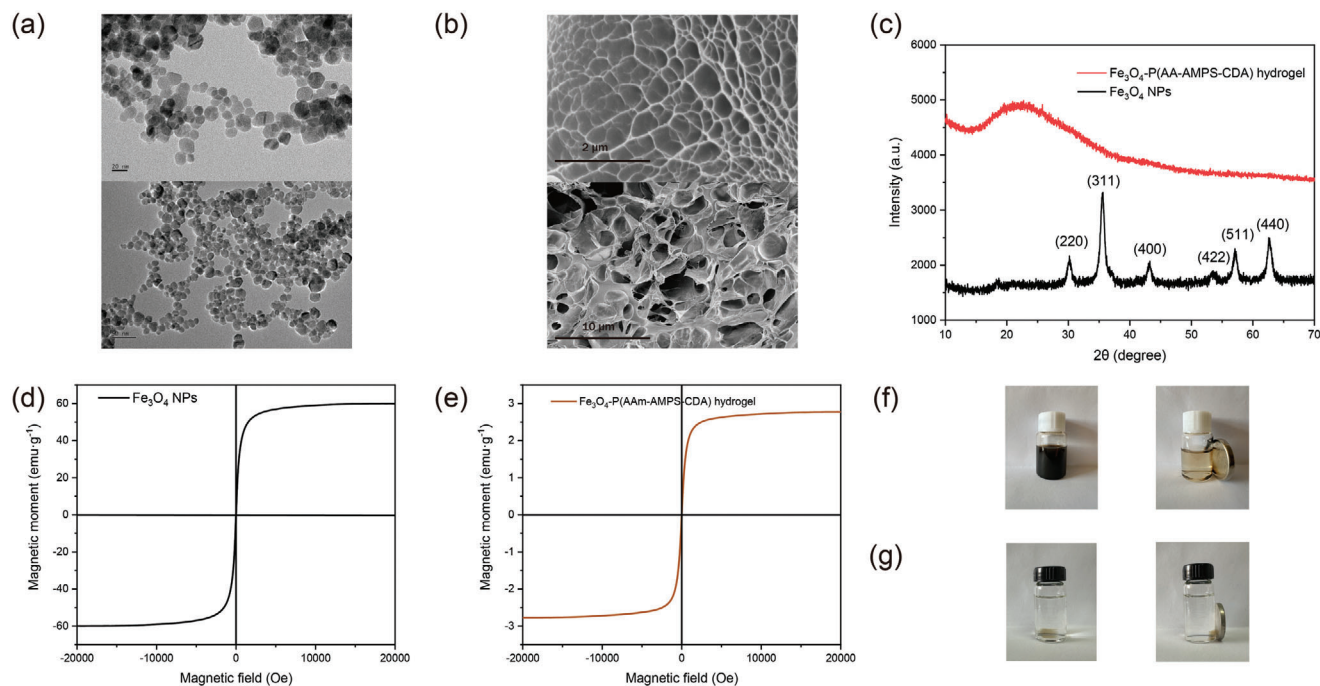 (a)
20 nm
(b)
2 μm
10 μm
(c)
6000
5000
4000
3000
2000
1000
Intensity (a.u.)
Fe₃O₄-P(AA-AMPS-CDA) hydrogel
Fe₃O₄ NPs
(220)
(311)
(400)
(422)
(511)
(440)
10 20 30 40 50 60 70
2θ (degree)
(d)
60
40
20
0
-20
-40
-60
Magnetic moment (emu·g⁻¹)
Fe₃O₄ NPs
-20000 -10000 0 10000 20000
Magnetic field (Oe)
(e)
3
2
1
0
-1
-2
-3
Magnetic moment (emu·g⁻¹)
Fe₃O₄-P(AAm-AMPS-CDA) hydrogel
-20000 -10000 0 10000 20000
Magnetic field (Oe)
(f)
(g)